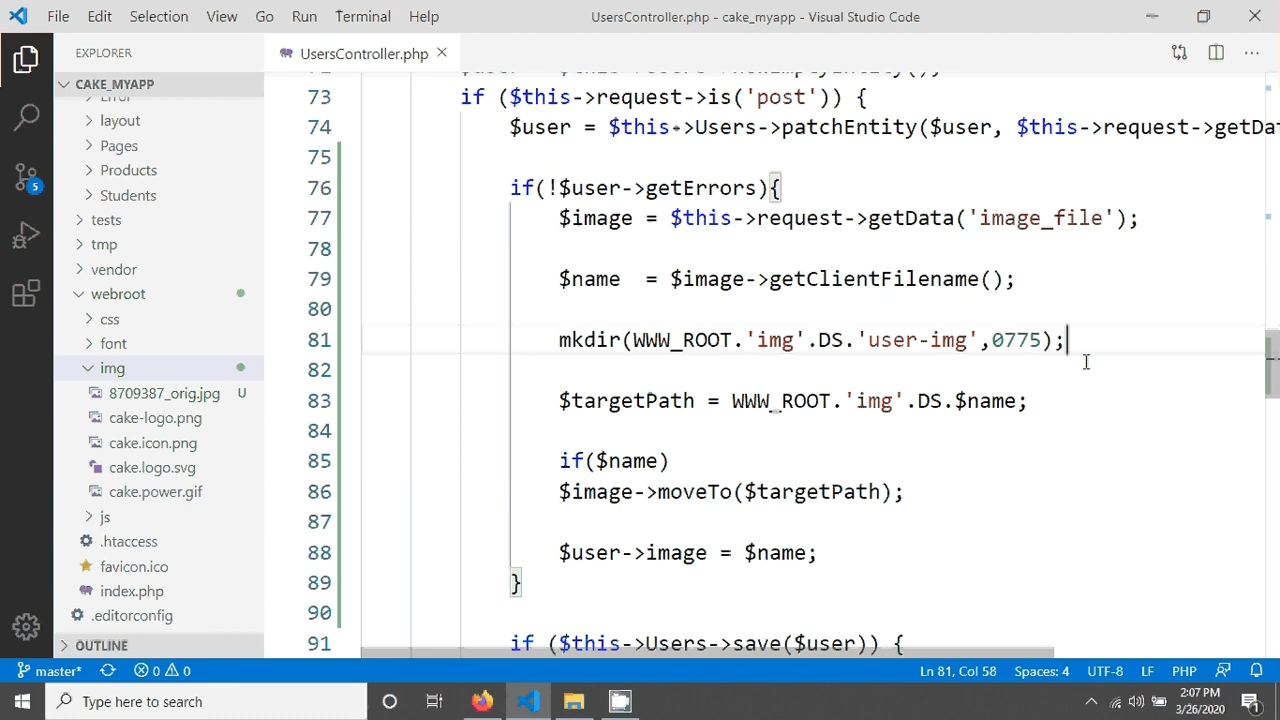 File Edit Selection View Go Run Terminal Help UsersController.php - cake_myapp - Visual Studio Code
EXPLORER
CAKE_MYAPP
Error
layout
Pages
Products
Students
tests
tmp
vendor
webroot
css
font
img
8709387_orig.jpg U
cake-logo.png
cake.icon.png
cake.logo.svg
cake.power.gif
js
.htaccess
favicon.ico
index.php
.editorconfig
OUTLINE
5
UsersController.php
73 if ($this->request->is('post')) {
74 $user = $this->Users->patchEntity($user, $this->request->getDat
75
76 if(!$user->getErrors){
77 $image = $this->request->getData('image_file');
78
79 $name  = $image->getClientFilename();
80
81 mkdir(WWW_ROOT.'img'.DS.'user-img',0775);
82
83 $targetPath = WWW_ROOT.'img'.DS.$name;
84
85 if($name)
86 $image->moveTo($targetPath);
87
88 $user->image = $name;
89 }
90
91 if ($this->Users->save($user)) {
master* 0 0 Ln 81, Col 58 Spaces: 4 UTF-8 LF PHP
Type here to search 2:07 PM
3/26/2020 1